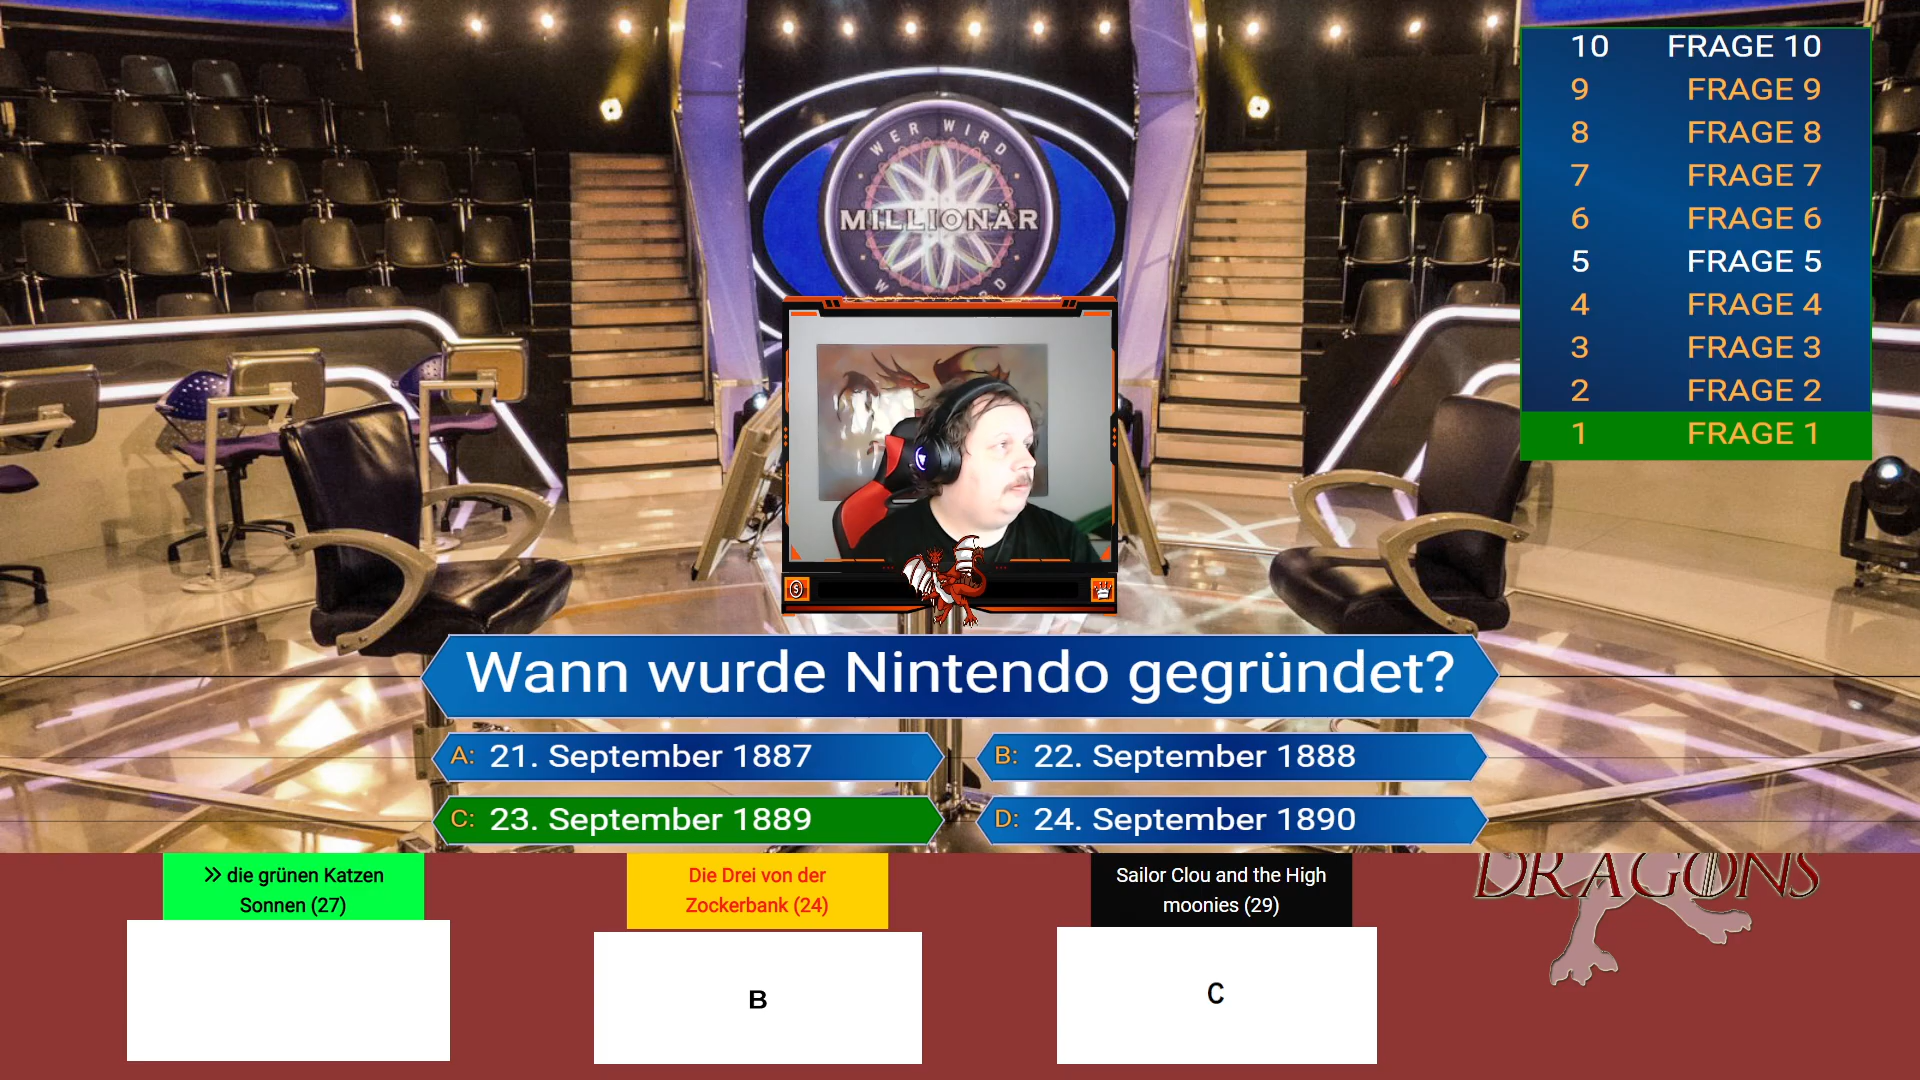 WER WIRD
MILLIONÄR
10 FRAGE 10
9 FRAGE 9
8 FRAGE 8
7 FRAGE 7
6 FRAGE 6
5 FRAGE 5
4 FRAGE 4
3 FRAGE 3
2 FRAGE 2
1 FRAGE 1
Wann wurde Nintendo gegründet?
A: 21. September 1887
B: 22. September 1888
C: 23. September 1889
D: 24. September 1890
» die grünen Katzen
Sonnen (27)
Die Drei von der
Zockerbank (24)
B
Sailor Clou and the High
moonies (29)
C
DRAGONS